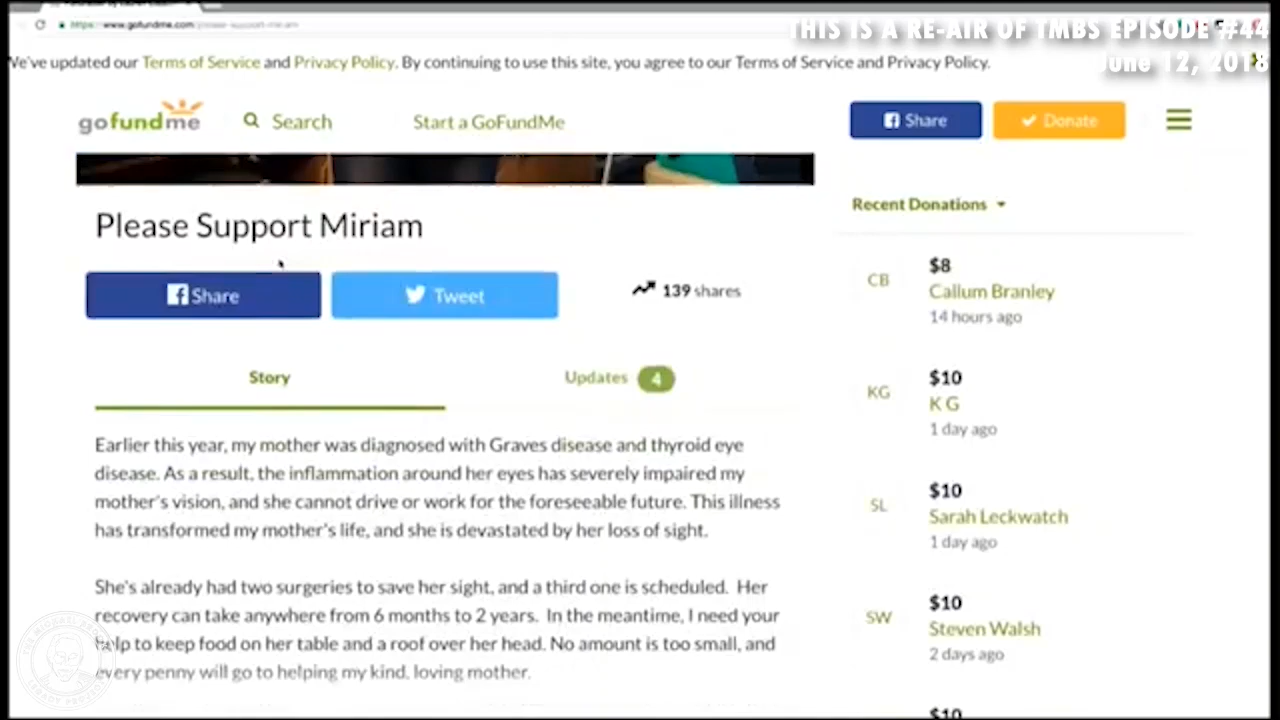 https://www.gofundme.com/please-support-miriam
THIS IS A RE-AIR OF TMBS EPISODE #44
June 12, 2018
We've updated our Terms of Service and Privacy Policy. By continuing to use this site, you agree to our Terms of Service and Privacy Policy.
gofundme
Search
Start a GoFundMe
Share
Donate
Please Support Miriam
Share
Tweet
139 shares
Story
Updates 4
Earlier this year, my mother was diagnosed with Graves disease and thyroid eye
disease. As a result, the inflammation around her eyes has severely impaired my
mother's vision, and she cannot drive or work for the foreseeable future. This illness
has transformed my mother's life, and she is devastated by her loss of sight.
She's already had two surgeries to save her sight, and a third one is scheduled. Her
recovery can take anywhere from 6 months to 2 years. In the meantime, I need your
help to keep food on her table and a roof over her head. No amount is too small, and
every penny will go to helping my kind, loving mother.
Recent Donations
CB
$8
Callum Branley
14 hours ago
KG
$10
K G
1 day ago
SL
$10
Sarah Leckwatch
1 day ago
SW
$10
Steven Walsh
2 days ago
$10